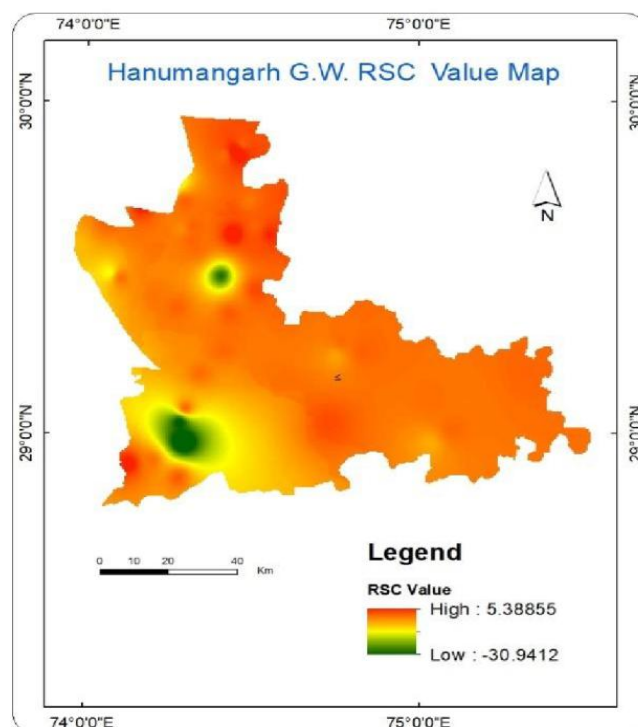 74°0'0"E 75°0'0"E
Hanumangarh G.W. RSC Value Map
30°0'0"N 30°0'0"N
N
29°0'0"N 29°0'0"N
0 10 20 40
Km
Legend
RSC Value
High : 5.38855
Low : -30.9412
74°0'0"E 75°0'0"E